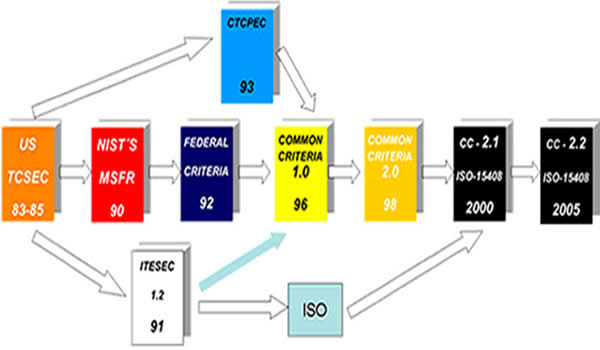 CTCPEC
93
US
TCSEC
83-85
NIST´S
MSFR
90
FEDERAL
CRITERIA
92
COMMON
CRITERIA
1.0
96
COMMON
CRITERIA
2.0
98
CC - 2.1
ISO-15408
2000
CC - 2.2
ISO-15408
2005
ITESEC
1.2
91
ISO